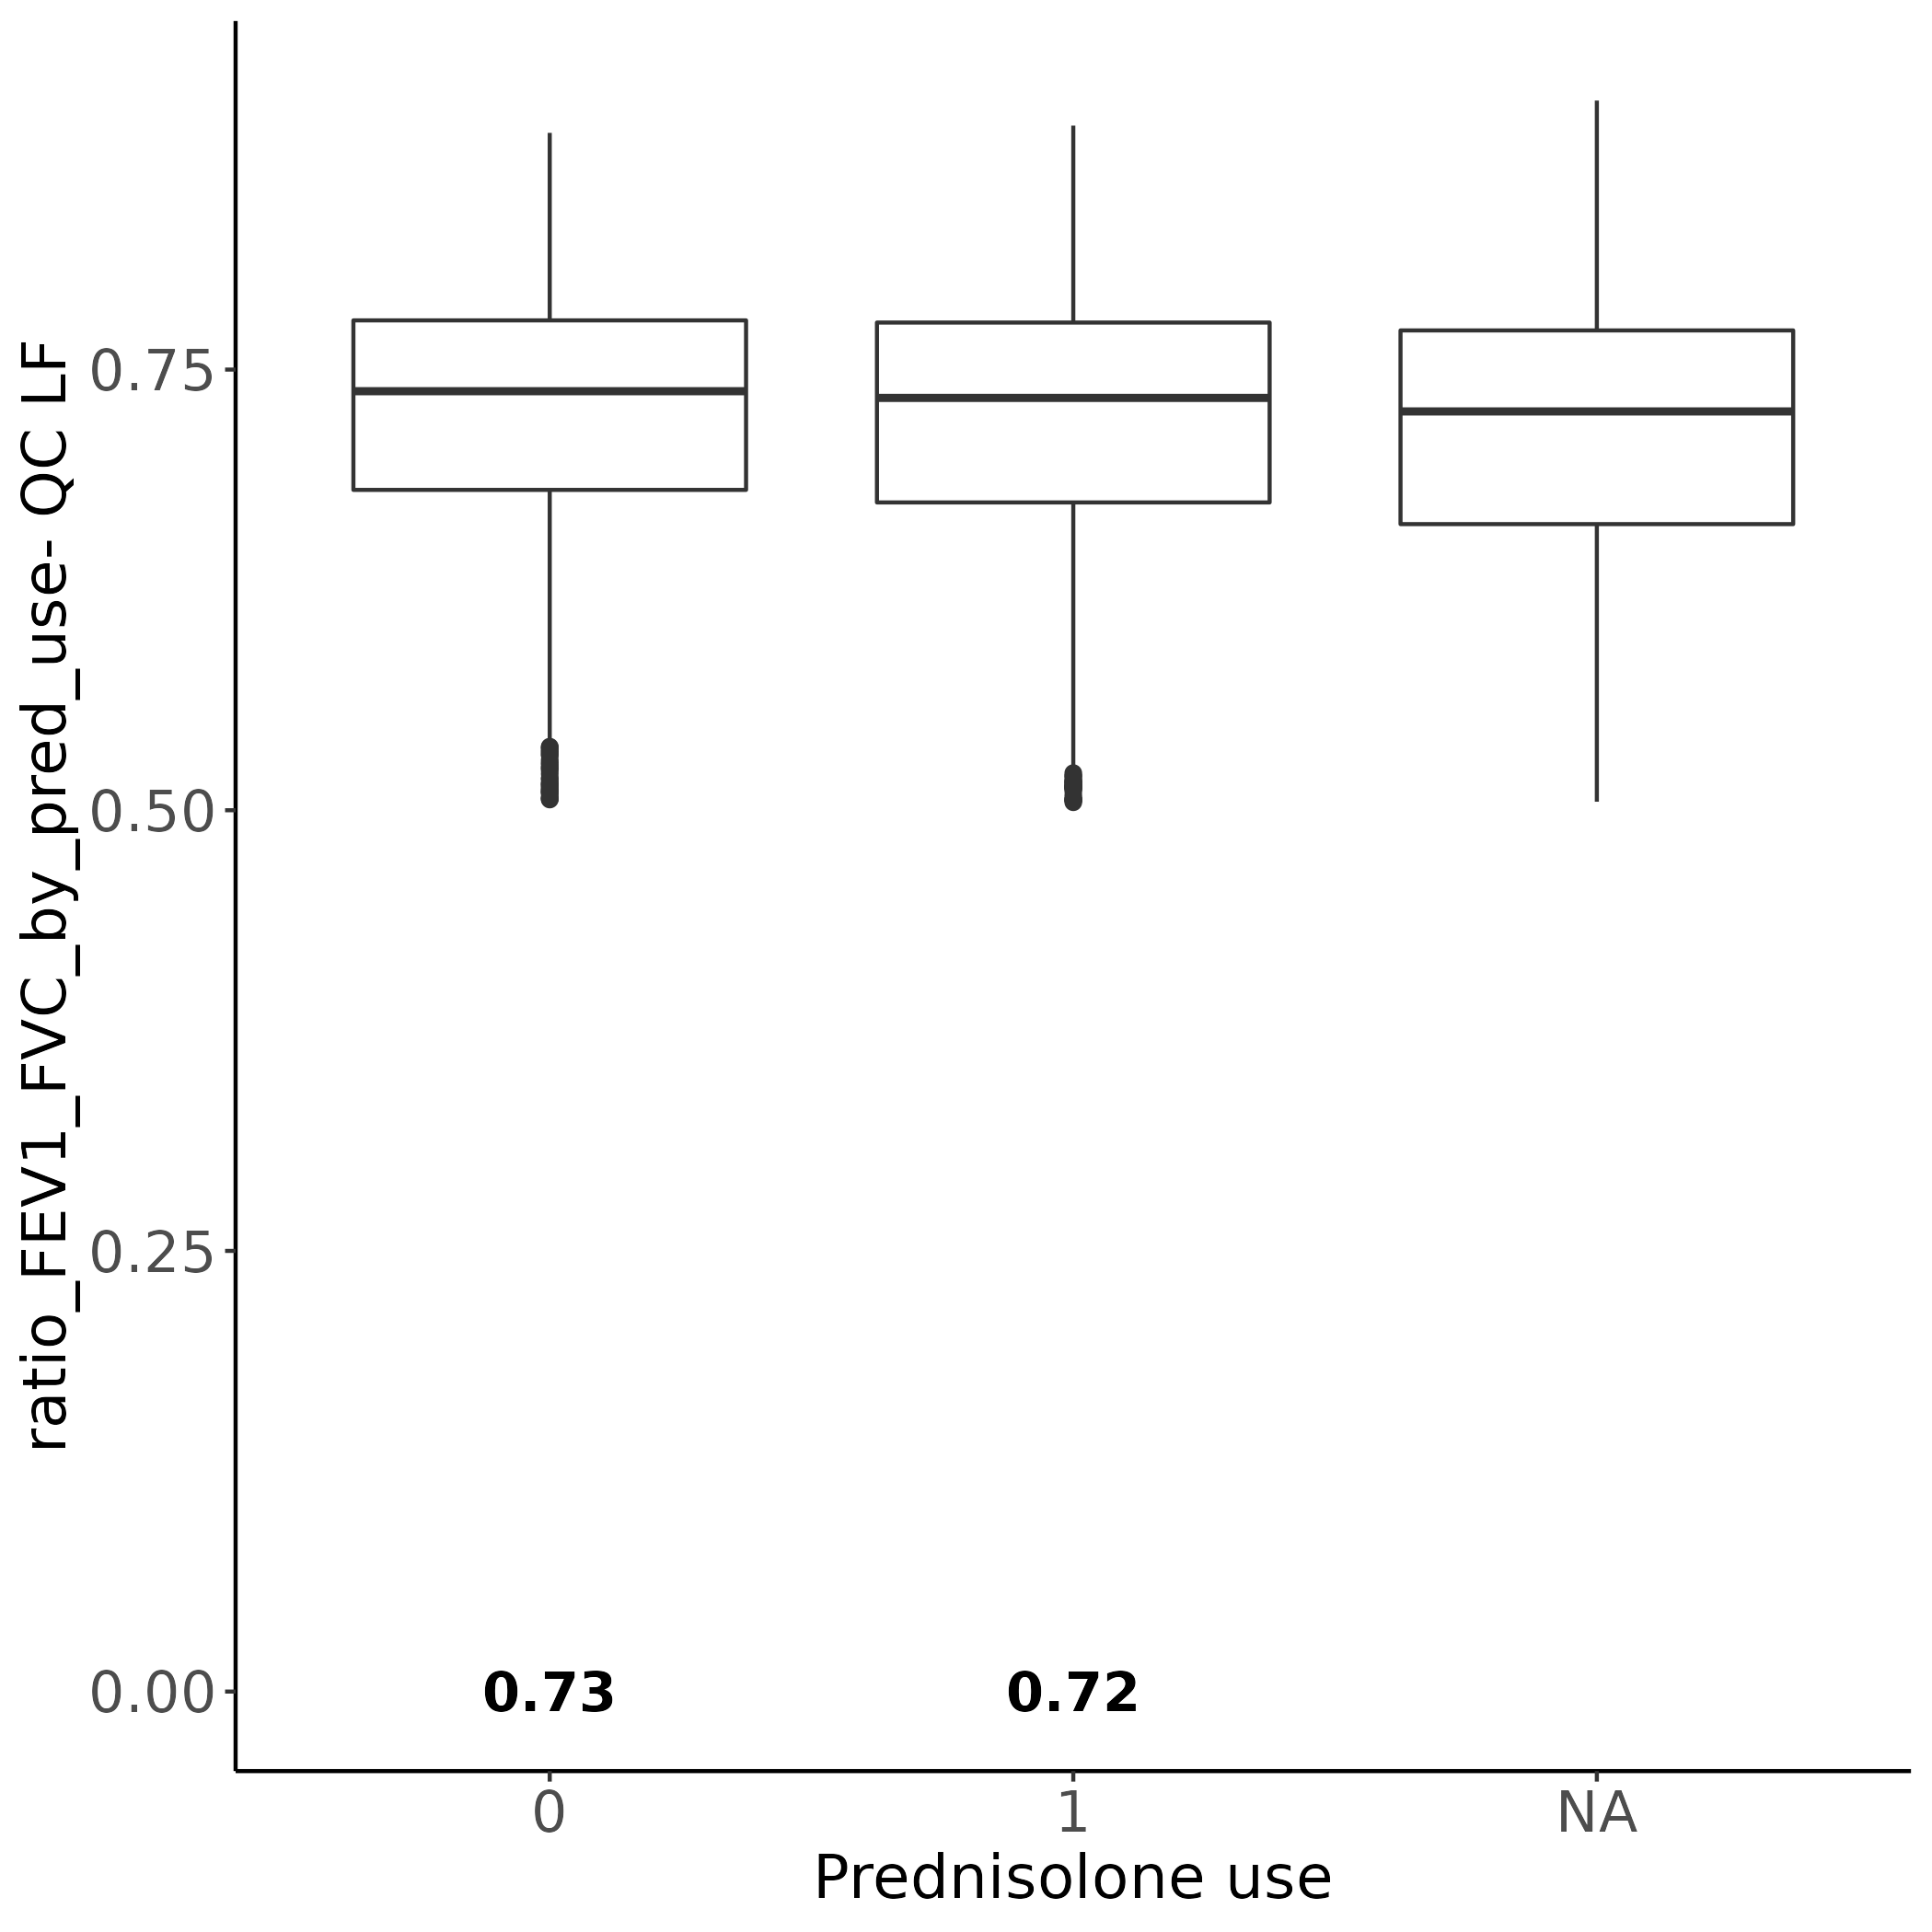 ratio_FEV1_FVC_by_pred_use- QC LF
0.75
0.50
0.25
0.00
0.73
0.72
0
1
NA
Prednisolone use